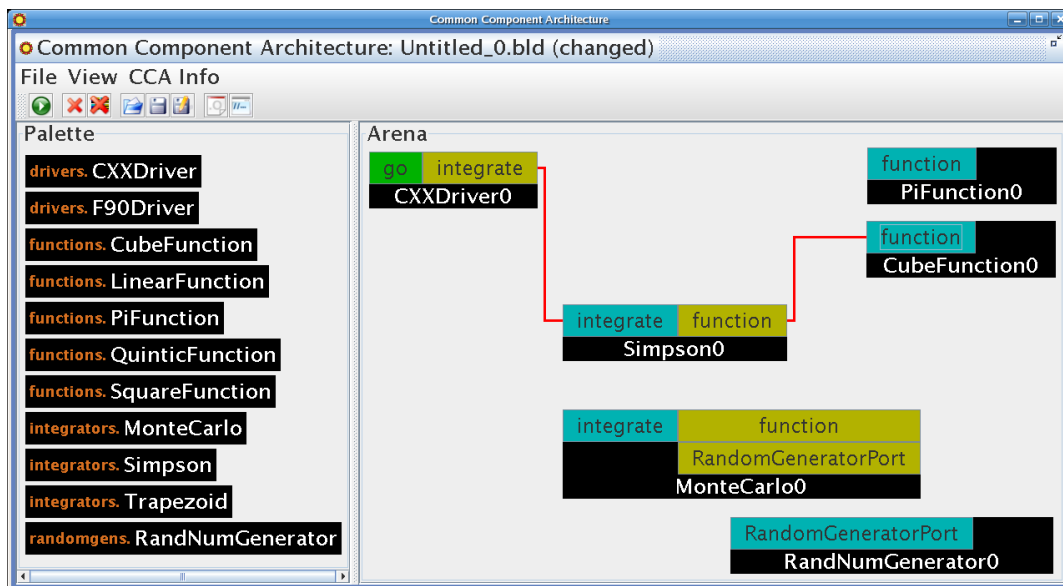 Common Component Architecture
Common Component Architecture: Untitled_0.bld (changed)
File View CCA Info
Palette
drivers. CXXDriver
drivers. F90Driver
functions. CubeFunction
functions. LinearFunction
functions. PiFunction
functions. QuinticFunction
functions. SquareFunction
integrators. MonteCarlo
integrators. Simpson
integrators. Trapezoid
randomgens. RandNumGenerator
Arena
go integrate
CXXDriver0
function
PiFunction0
function
CubeFunction0
integrate function
Simpson0
integrate function
RandomGeneratorPort
MonteCarlo0
RandomGeneratorPort
RandNumGenerator0